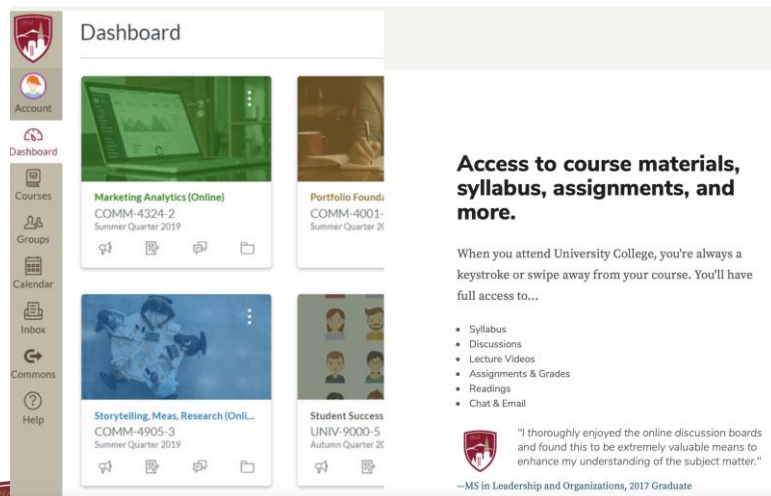 Dashboard
Account
Dashboard
Courses
Groups
Calendar
Inbox
Commons
Help
Marketing Analytics (Online)
COMM-4324-2
Summer Quarter 2019
Portfolio Founda
COMM-4001-
Summer Quarter 20
Storytelling, Meas, Research (Onli...
COMM-4905-3
Summer Quarter 2019
Student Success
UNIV-9000-5
Autumn Quarter 20
Access to course materials,
syllabus, assignments, and
more.
When you attend University College, you're always a
keystroke or swipe away from your course. You'll have
full access to...
• Syllabus
• Discussions
• Lecture Videos
• Assignments & Grades
• Readings
• Chat & Email
"I thoroughly enjoyed the online discussion boards
and found this to be extremely valuable means to
enhance my understanding of the subject matter."
—MS in Leadership and Organizations, 2017 Graduate